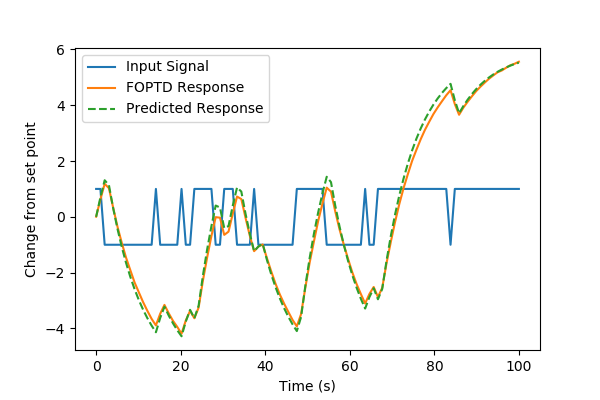 Input Signal
FOPTD Response
Predicted Response
Change from set point
6
4
2
0
−2
−4
0 20 40 60 80 100
Time (s)